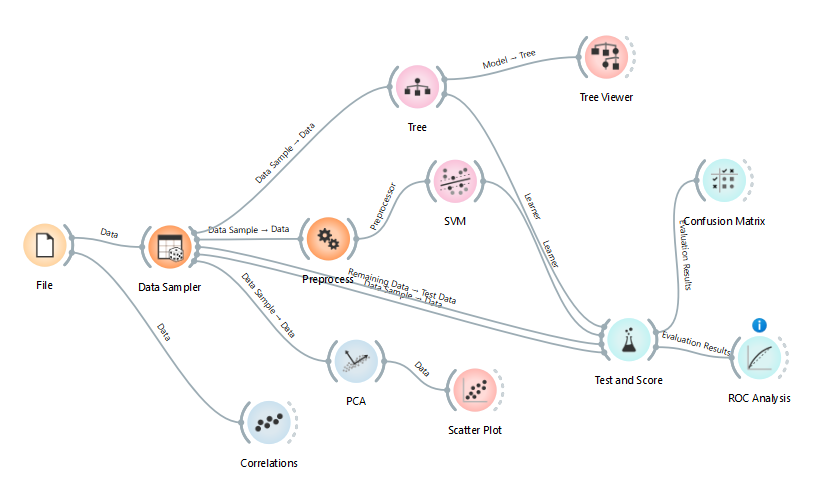 Model → Tree
Tree Viewer
Tree
Data Sample → Data
Preprocessor
SVM
Learner
Learner
Confusion Matrix
Evaluation Results
Data
File
Data Sampler
Data Sample → Data
Preprocess
Remaining Data → Test Data
Data Sample → Data
Data Sample → Data
Data
Evaluation Results
Test and Score
ROC Analysis
PCA
Data
Scatter Plot
Correlations